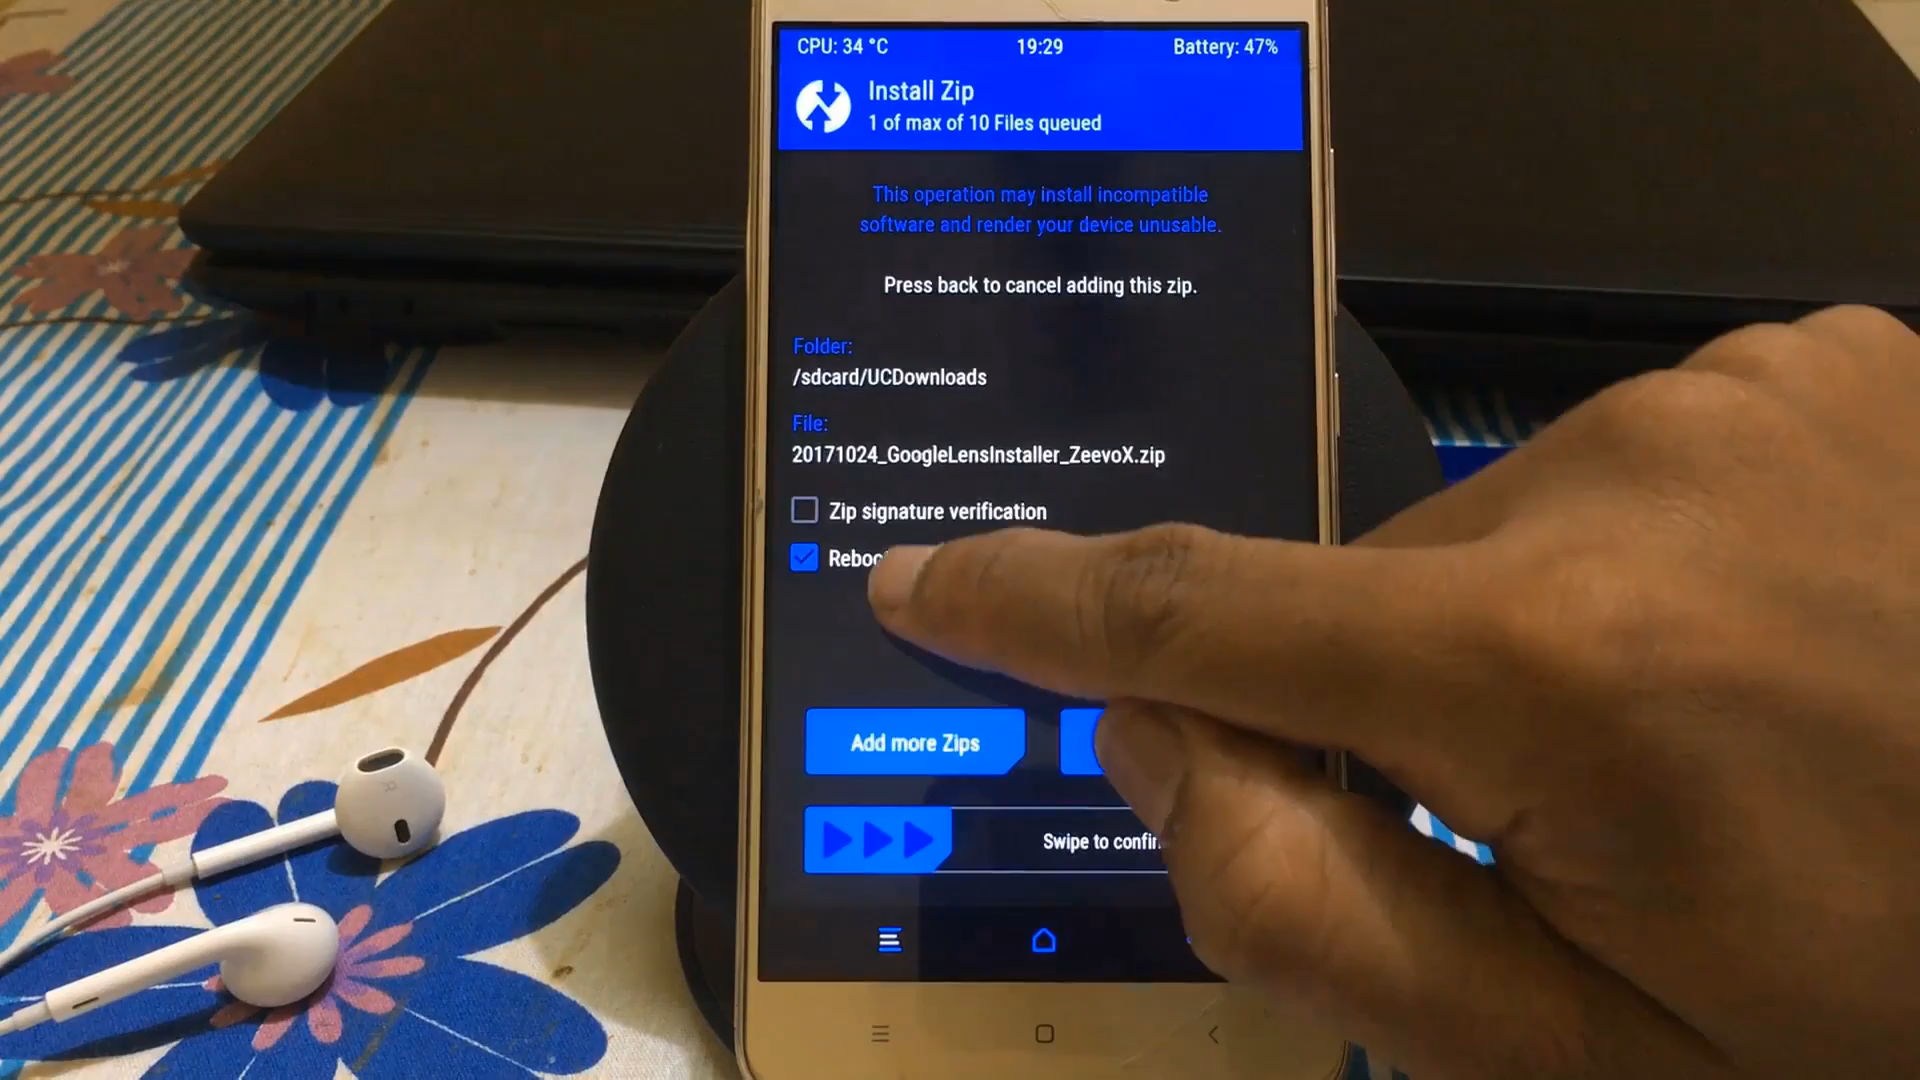 CPU: 34 °C 19:29 Battery: 47%
Install Zip
1 of max of 10 Files queued
This operation may install incompatible
software and render your device unusable.
Press back to cancel adding this zip.
Folder:
/sdcard/UCDownloads
File:
20171024_GoogleLensInstaller_ZeevoX.zip
Zip signature verification
Add more Zips
Swipe to
R